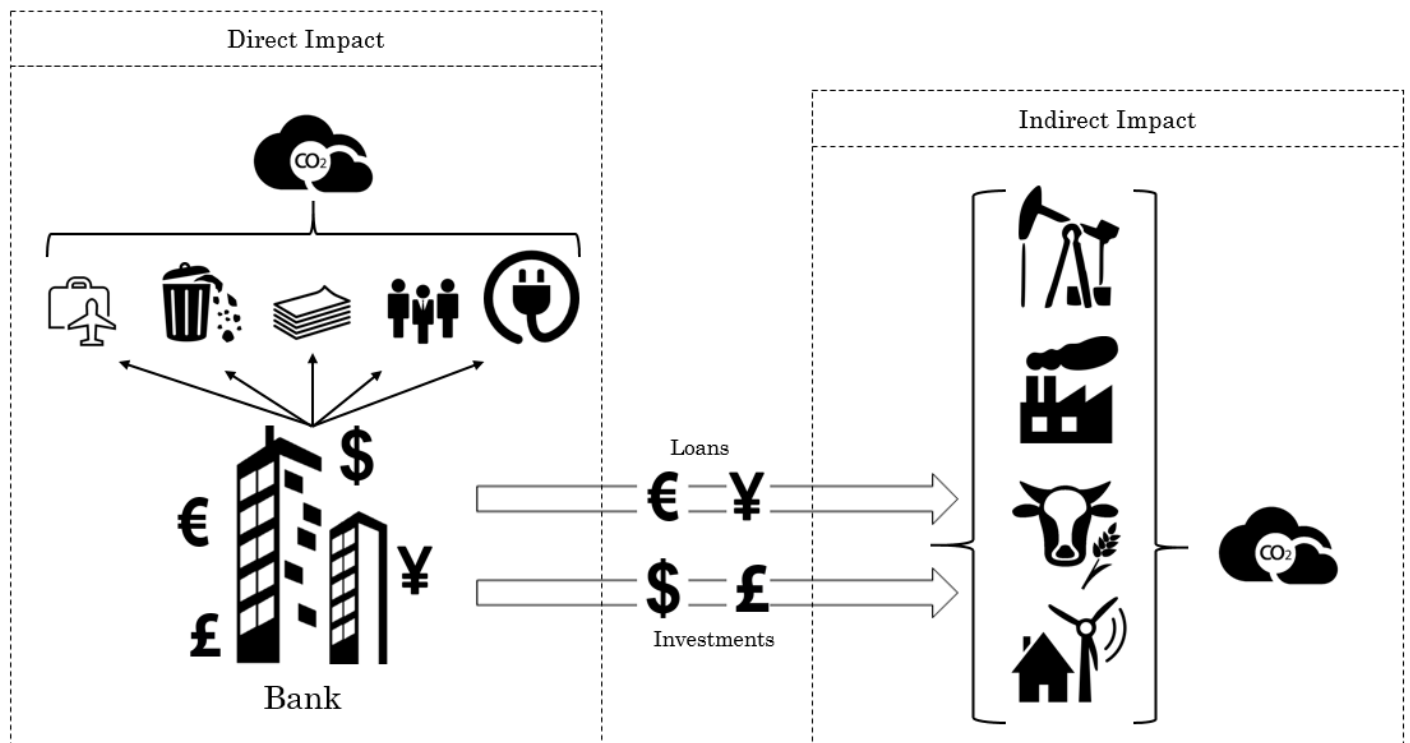 Direct Impact
CO₂
$
€
¥
£
Bank
Loans
€ ¥
$ £
Investments
Indirect Impact
CO₂